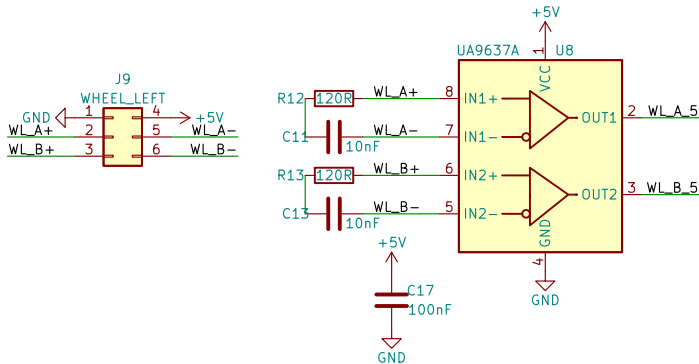 J9
WHEEL_LEFT
GND 1 4 +5V
WL_A+ 2 5 WL_A-
WL_B+ 3 6 WL_B-
+5V
UA9637A U8
1
VCC
R12 120R WL_A+ 8 IN1+
C11 10nF WL_A- 7 IN1-
OUT1 2 WL_A_5
R13 120R WL_B+ 6 IN2+
C13 10nF WL_B- 5 IN2-
OUT2 3 WL_B_5
GND
4
GND
+5V
C17
100nF
GND